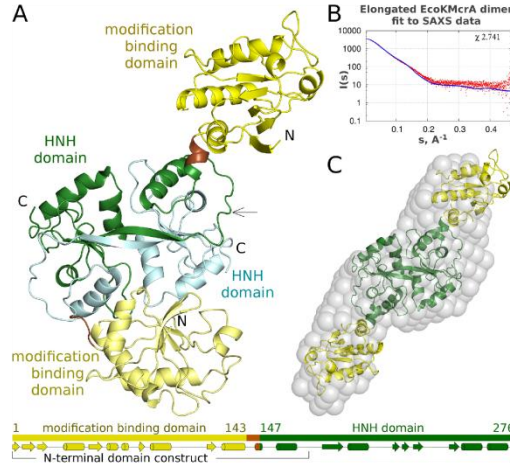 A
modification
binding
domain
N
HNH
domain
C
C
HNH
domain
N
modification
binding
domain
B
Elongated EcoKMcrA dimer
fit to SAXS data
χ 2.741
I(s)
10000
1000
100
10
1
0
0.1
0.2
0.3
0.4
s, A⁻¹
C
1 modification binding domain 143 147 HNH domain 276
N-terminal domain construct